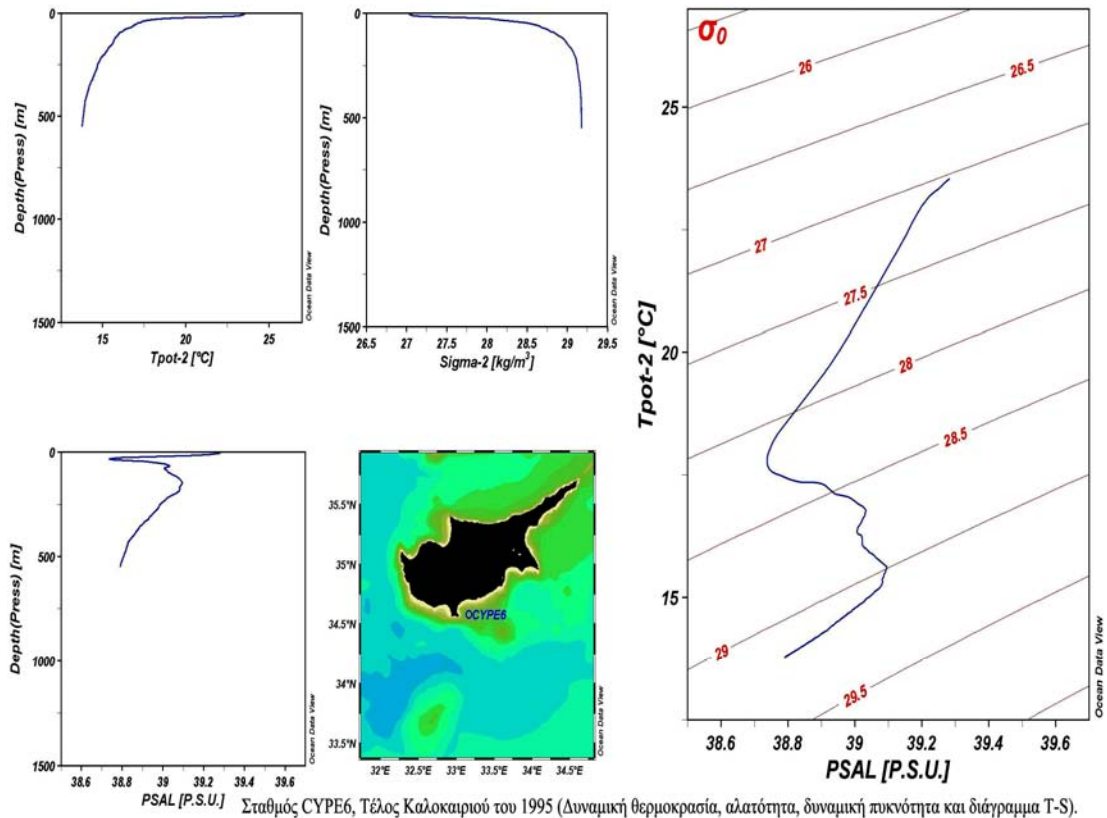 0
500
1000
1500
Depth(Press) [m]
15 20 25
Tpot-2 [°C]
Ocean Data View
0
500
1000
1500
Depth(Press) [m]
26.5 27 27.5 28 28.5 29 29.5
Sigma-2 [kg/m³]
Ocean Data View
σ₀
26
26.5
27
27.5
28
28.5
29
29.5
25
20
15
Tpot-2 [°C]
38.6 38.8 39 39.2 39.4 39.6
PSAL [P.S.U.]
Ocean Data View
0
500
1000
1500
Depth(Press) [m]
38.6 38.8 39 39.2 39.4 39.6
PSAL [P.S.U.]
Ocean Data View
35.5°N
35°N
34.5°N
34°N
33.5°N
OCYPE6
32°E 32.5°E 33°E 33.5°E 34°E 34.5°E
Ocean Data View
Σταθμός CYPE6, Τέλος Καλοκαιριού του 1995 (Δυναμική θερμοκρασία, αλατότητα, δυναμική πυκνότητα και διάγραμμα T-S).